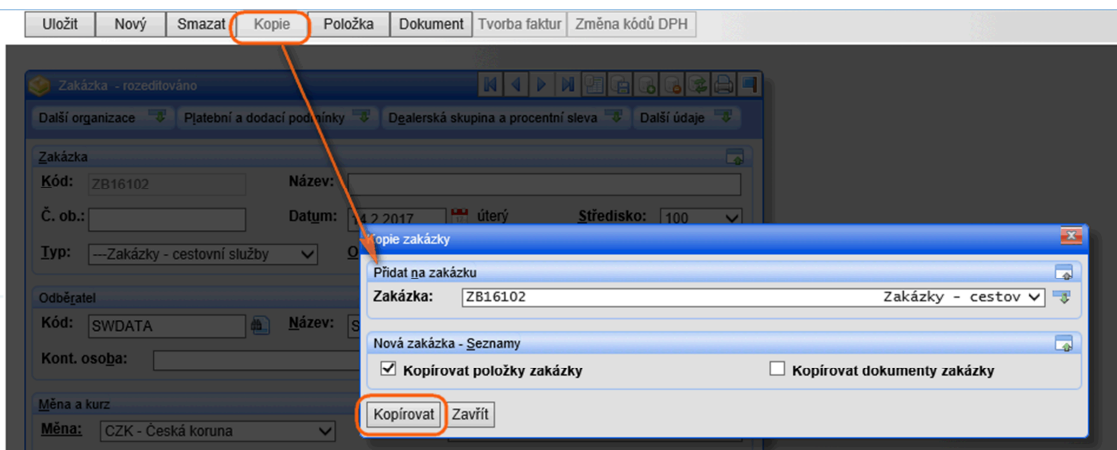 Uložit Nový Smazat Kopie Položka Dokument Tvorba faktur Změna kódů DPH
Zakázka - rozeditováno
Další organizace Platební a dodací podmínky Dealerská skupina a procentní sleva Další údaje
Zakázka
Kód: ZB16102 Název:
Č. ob.: Datum: 14.2.2017 úterý Středisko: 100
Typ: ---Zakázky - cestovní služby O
Kopie zakázky
Přidat na zakázku
Zakázka: ZB16102 Zakázky - cestov
Odběratel
Kód: SWDATA Název: S
Nová zakázka - Seznamy
Kont. osoba:
Kopírovat položky zakázky Kopírovat dokumenty zakázky
Měna a kurz
Kopírovat Zavřít
Měna: CZK - Česká koruna